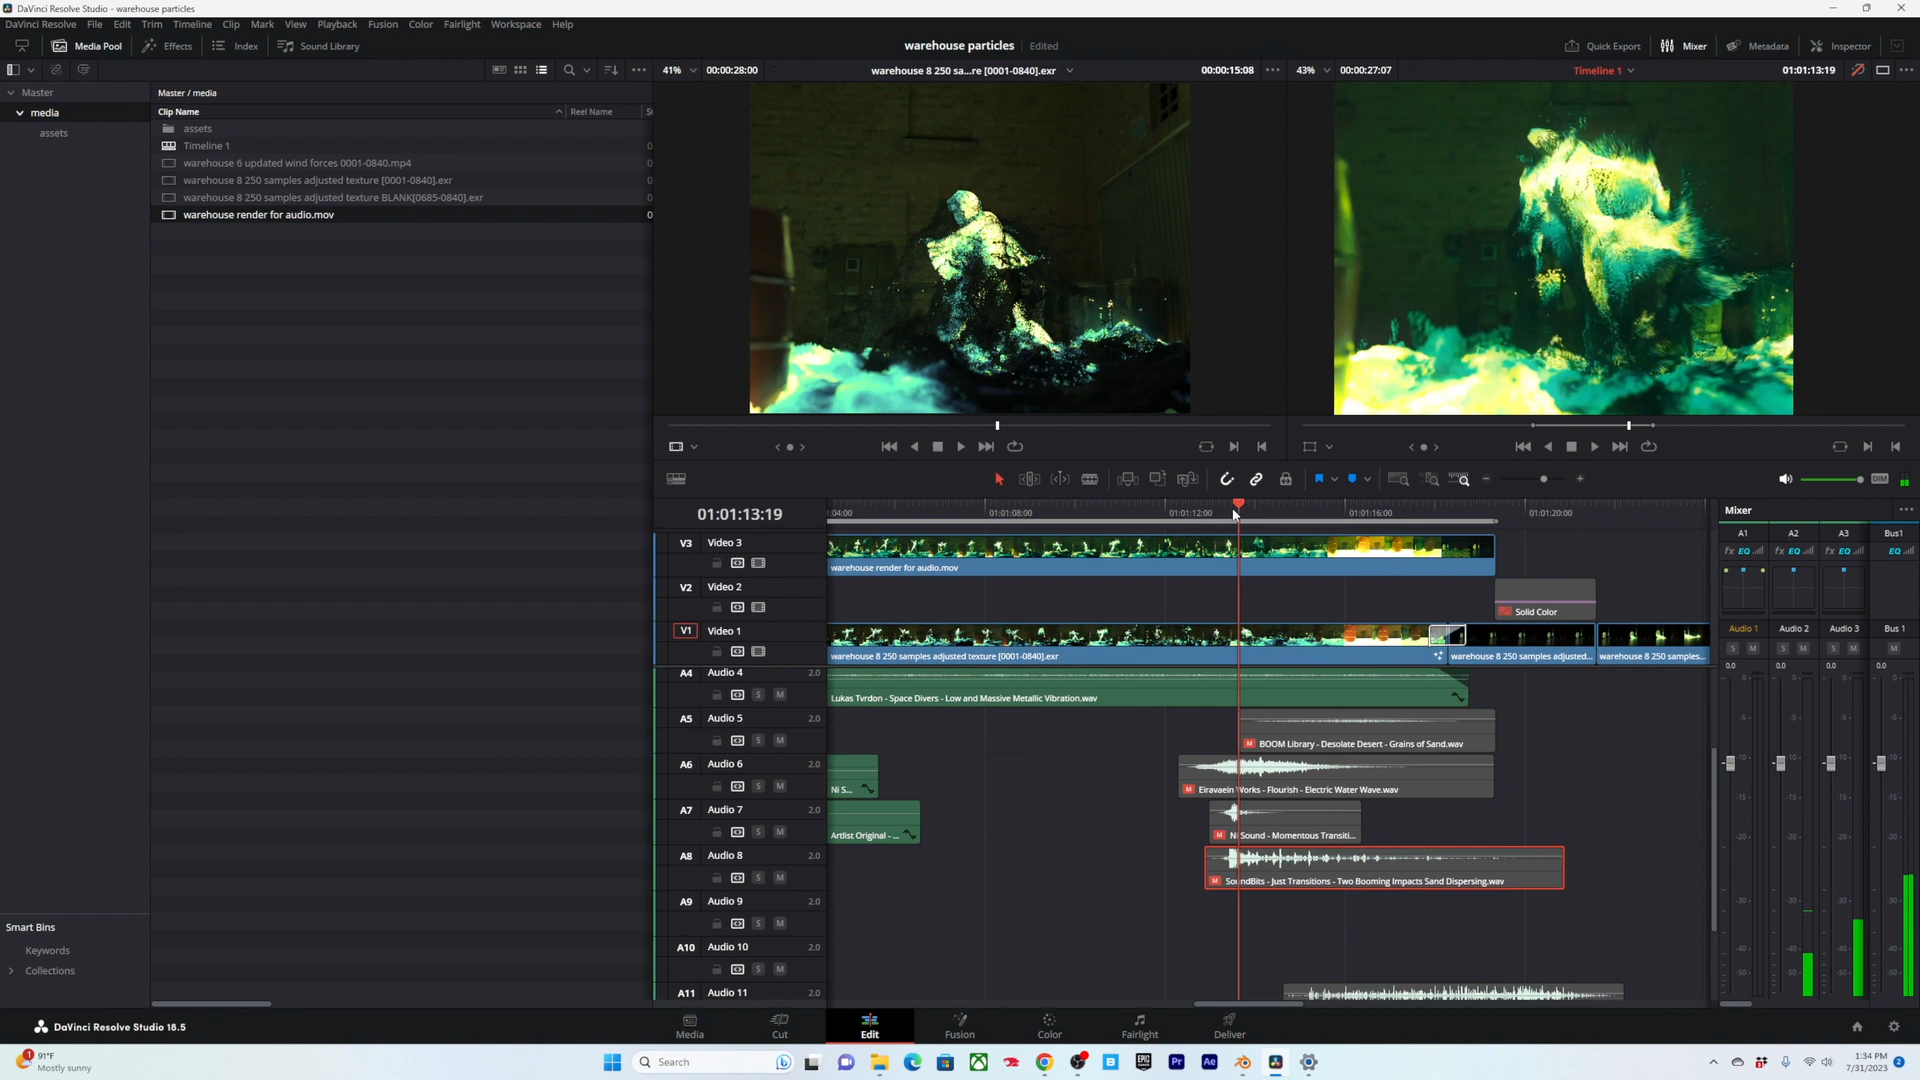 DaVinci Resolve Studio - warehouse particles
DaVinci Resolve File Edit Trim Timeline Clip Mark View Playback Fusion Color Fairlight Workspace Help
Media Pool Effects Index Sound Library
warehouse particles Edited
Quick Export Mixer Metadata Inspector
41% 00:00:28:00 warehouse 8 250 sa...re [0001-0840].exr 00:00:15:08
43% 00:00:27:07 Timeline 1 01:01:13:19
Master
media
assets
Master / media
Clip Name Reel Name
assets
Timeline 1
warehouse 6 updated wind forces 0001-0840.mp4
warehouse 8 250 samples adjusted texture [0001-0840].exr
warehouse 8 250 samples adjusted texture BLANK[0685-0840].exr
warehouse render for audio.mov
DIM
01:01:13:19
:04:00 01:01:08:00 01:01:12:00 01:01:16:00 01:01:20:00
V3 Video 3
warehouse render for audio.mov
V2 Video 2
Solid Color
V1 Video 1
warehouse 8 250 samples adjusted texture [0001-0840].exr
warehouse 8 250 samples adjusted...
warehouse 8 250 samples...
A4 Audio 4 2.0
S M
Lukas Tvrdon - Space Divers - Low and Massive Metallic Vibration.wav
A5 Audio 5 2.0
S M
M BOOM Library - Desolate Desert - Grains of Sand.wav
A6 Audio 6 2.0
S M
Ni S...
M Eiravaein Works - Flourish - Electric Water Wave.wav
A7 Audio 7 2.0
S M
Artlist Original - ...
M Ni Sound - Momentous Transiti...
A8 Audio 8 2.0
S M
M SoundBits - Just Transitions - Two Booming Impacts Sand Dispersing.wav
A9 Audio 9 2.0
S M
A10 Audio 10 2.0
S M
A11 Audio 11 2.0
Mixer
A1 A2 A3 Bus1
fx EQ fx EQ fx EQ EQ
Audio 1 Audio 2 Audio 3 Bus 1
S M S M S M M
0.0 0.0 0.0 0.0
Smart Bins
Keywords
Collections
DaVinci Resolve Studio 18.5
Media Cut Edit Fusion Color Fairlight Deliver
1 91°F
Mostly sunny
Search
Pr Ae
1:34 PM
7/31/2023
2